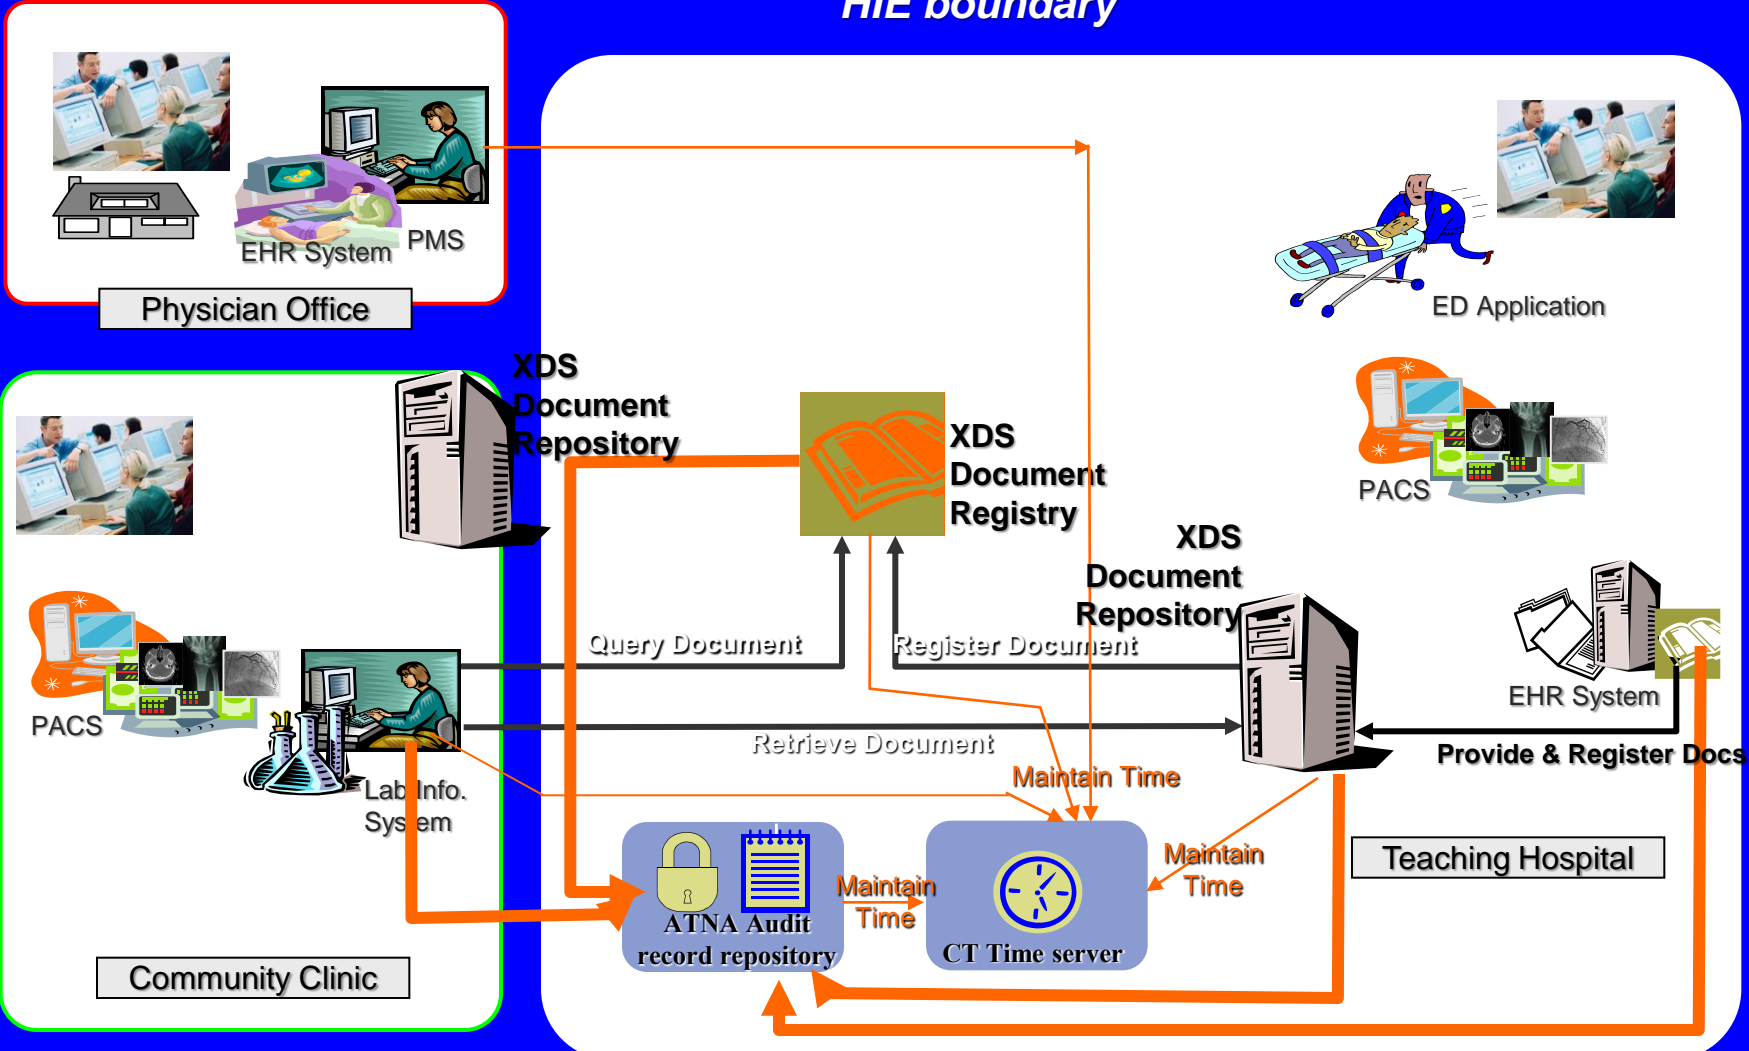 HIE boundary
EHR System
PMS
Physician Office
ED Application
XDS
Document
Repository
XDS
Document
Registry
PACS
XDS
Document
Repository
Query Document
Register Document
EHR System
PACS
Retrieve Document
Provide & Register Docs
Maintain Time
Lab Info.
System
Maintain
Time
Maintain
Time
Teaching Hospital
ATNA Audit
record repository
CT Time server
Community Clinic